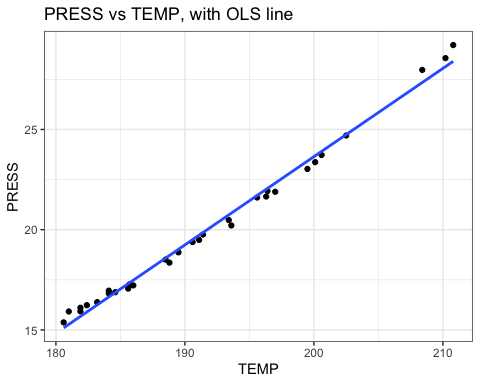 PRESS vs TEMP, with OLS line
25
20
15
PRESS
180 190 200 210
TEMP